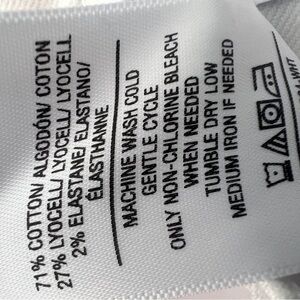 71% COTTON/ ALGODÓN/ COTTON
27% LYOCELL/ LYOCELL/ LYOCELL
2% ELASTANE/ ELASTANO/
ÉLASTHANNE
MACHINE WASH COLD
GENTLE CYCLE
ONLY NON-CHLORINE BLEACH
WHEN NEEDED
TUMBLE DRY LOW
MEDIUM IRON IF NEEDED